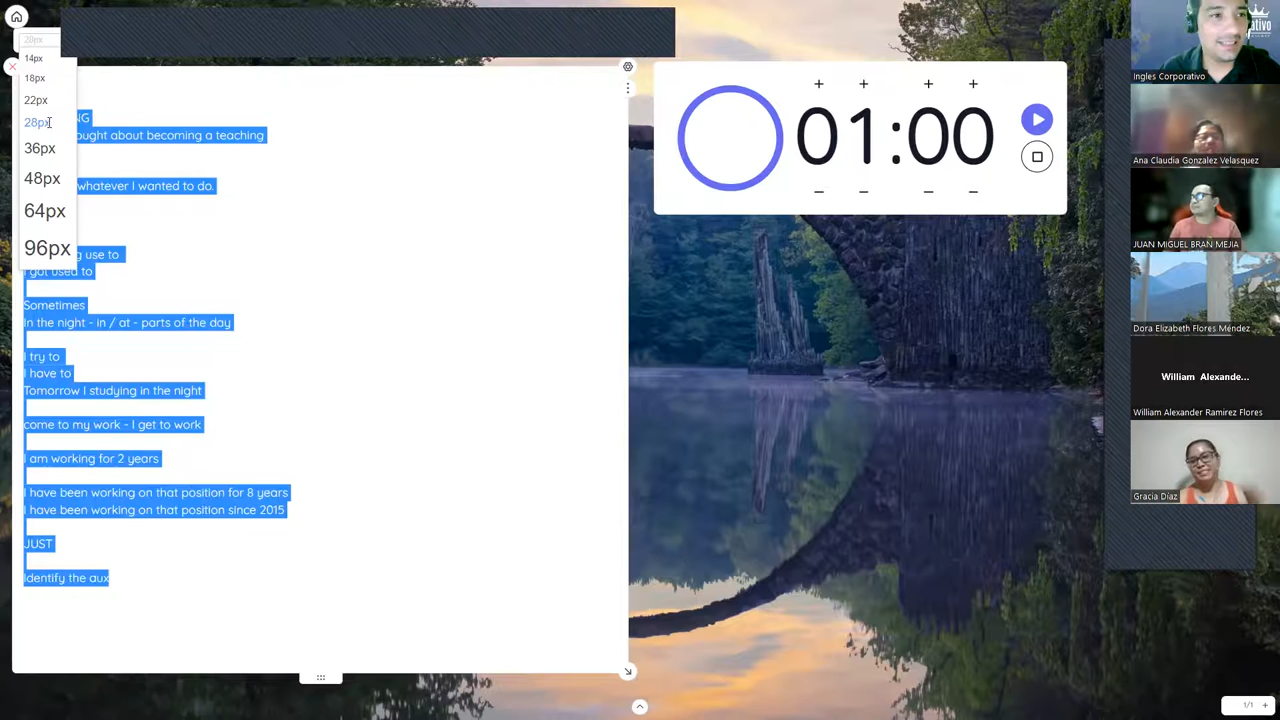 20px
14px
18px
22px
28px
36px
48px
64px
96px
NG
ought about becoming a teaching
whatever I wanted to do.
g use to
I got used to
Sometimes
In the night - in / at - parts of the day
I try to
I have to
Tomorrow I studying in the night
come to my work - I get to work
I am working for 2 years
I have been working on that position for 8 years
I have been working on that position since 2015
JUST
Identify the aux
+ + + +
01:00
− − − −
ativo
Ingles Corporativo
Ana Claudia Gonzalez Velasquez
JUAN MIGUEL BRAN MEJIA
Dora Elizabeth Flores Méndez
William Alexande...
William Alexander Ramirez Flores
Gracia Díaz
1/1 +